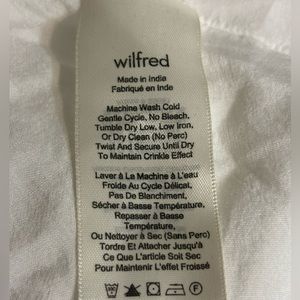 wilfred
Made in India
Fabriqué en Inde
Machine Wash Cold
Gentle Cycle, No Bleach,
Tumble Dry Low, Low Iron,
Or Dry Clean (No Perc)
Twist And Secure Until Dry
To Maintain Crinkle Effect
Laver à La Machine à L'eau
Froide Au Cycle Délicat,
Pas De Blanchiment,
Sécher à Basse Température,
Repasser à Basse
Température,
Ou Nettoyer à Sec (Sans Perc)
Tordre Et Attacher Jusqu'à
Ce Que L'article Soit Sec
Pour Maintenir L'effet Froissé